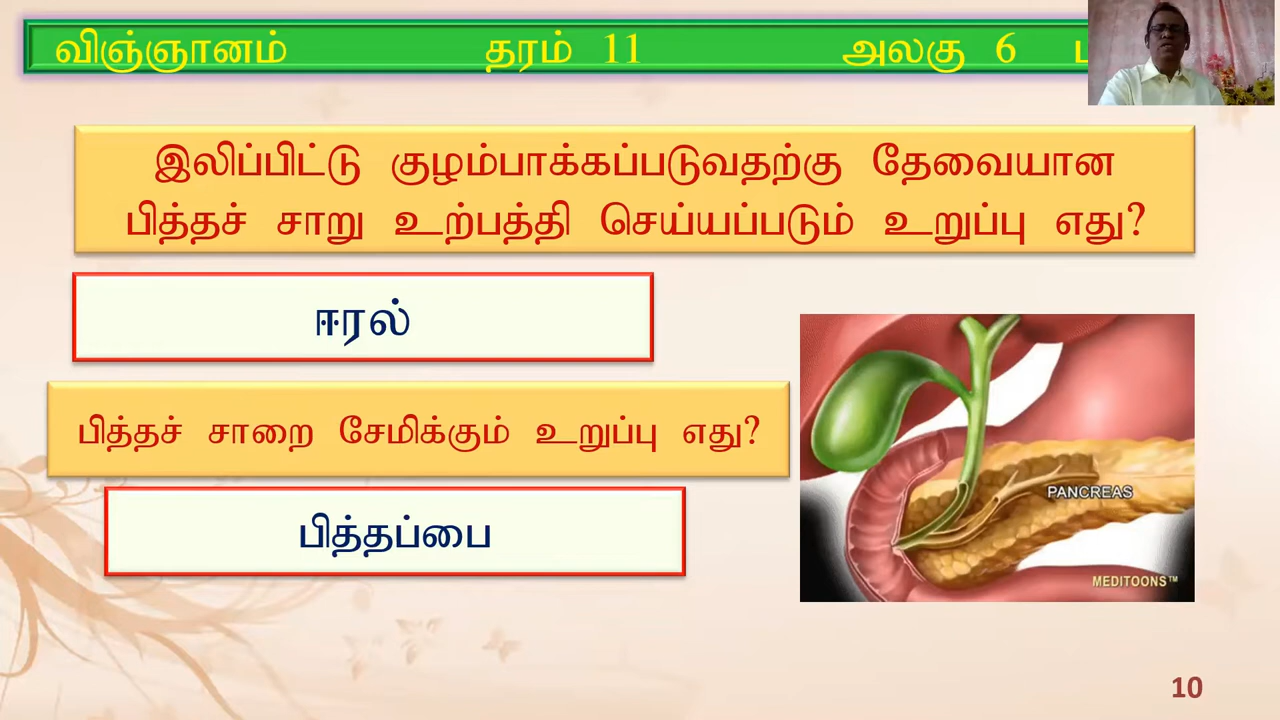 விஞ்ஞானம் தரம் 11 அலகு 6
இலிப்பிட்டு குழம்பாக்கப்படுவதற்கு தேவையான
பித்தச் சாறு உற்பத்தி செய்யப்படும் உறுப்பு எது?
ஈரல்
பித்தச் சாறை சேமிக்கும் உறுப்பு எது?
பித்தப்பை
PANCREAS
MEDITOONS™
10